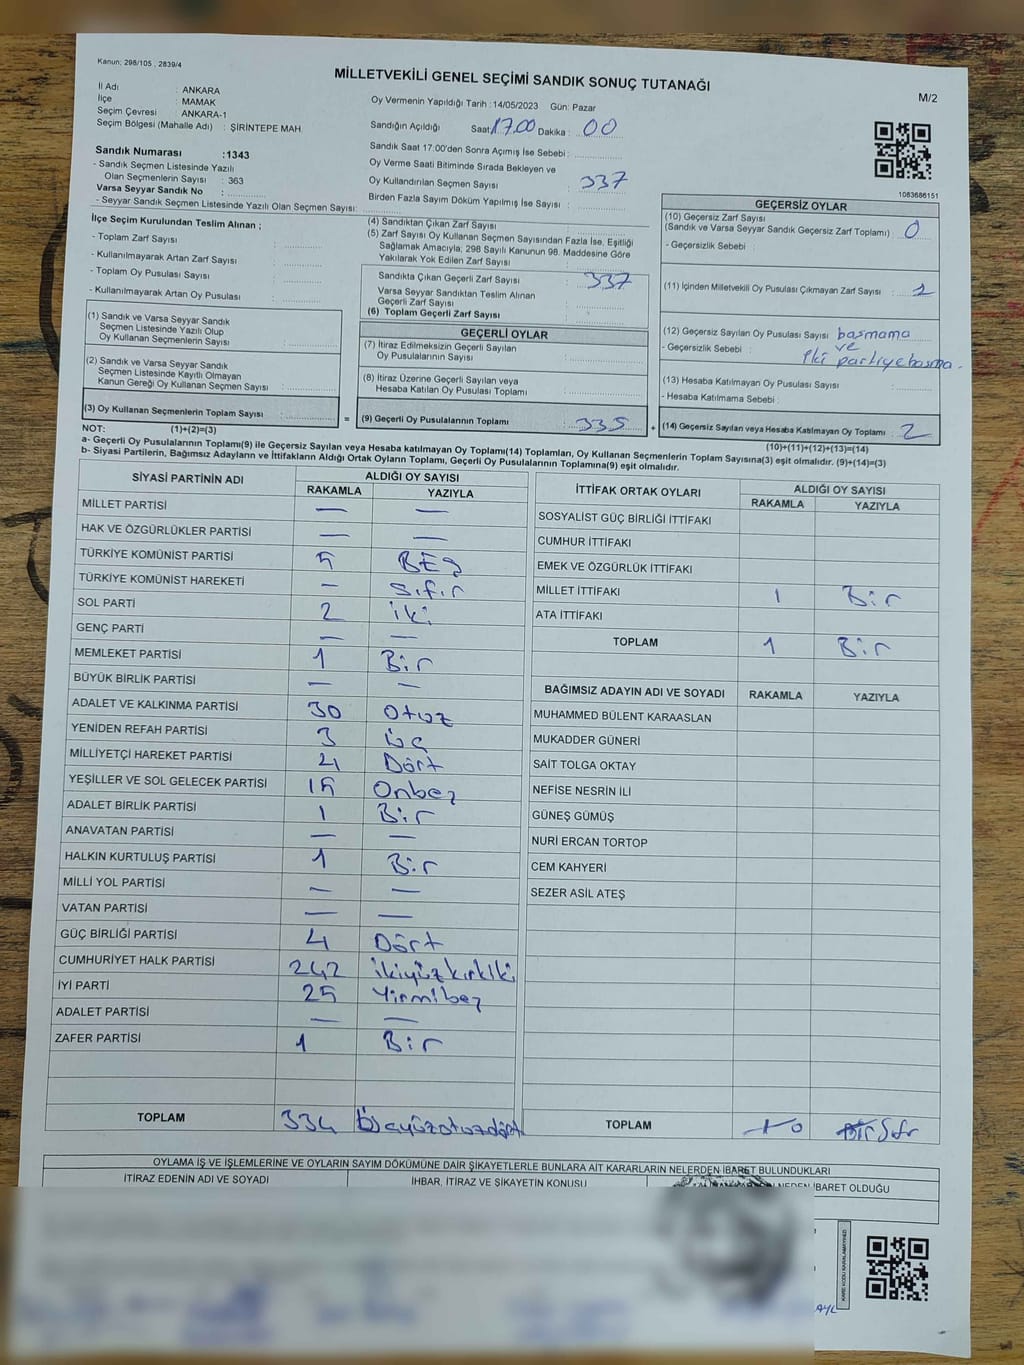 Kanun: 298/105 , 2839/4
MİLLETVEKİLİ GENEL SEÇİMİ SANDIK SONUÇ TUTANAĞI
M/2
İl Adı : ANKARA
İlçe : MAMAK
Seçim Çevresi : ANKARA-1
Seçim Bölgesi (Mahalle Adı) : ŞİRİNTEPE MAH.
Sandık Numarası :1343
- Sandık Seçmen Listesinde Yazılı
Olan Seçmenlerin Sayısı : 363
Varsa Seyyar Sandık No :
- Seyyar Sandık Seçmen Listesinde Yazılı Olan Seçmen Sayısı:
Oy Vermenin Yapıldığı Tarih :14/05/2023 Gün: Pazar
Sandığın Açıldığı Saat 17.00 Dakika : 00
Sandık Saat 17:00'den Sonra Açımış İse Sebebi :
Oy Verme Saati Bitiminde Sırada Bekleyen ve
Oy Kullandırılan Seçmen Sayısı : 337
Birden Fazla Sayım Döküm Yapılmış İse Sayısı :
1063686151
İlçe Seçim Kurulundan Teslim Alınan ;
- Toplam Zarf Sayısı :
- Kullanılmayarak Artan Zarf Sayısı :
- Toplam Oy Pusulası Sayısı :
- Kullanılmayarak Artan Oy Pusulası :
(1) Sandık ve Varsa Seyyar Sandık
Seçmen Listesinde Yazılı Olup
Oy Kullanan Seçmenlerin Sayısı :
(2) Sandık ve Varsa Seyyar Sandık
Seçmen Listesinde Kayıtlı Olmayan
Kanun Gereği Oy Kullanan Seçmen Sayısı :
(3) Oy Kullanan Seçmenlerin Toplam Sayısı :
(1)+(2)=(3)
(4) Sandıktan Çıkan Zarf Sayısı :
(5) Zarf Sayısı Oy Kullanan Seçmen Sayısından Fazla İse, Eşitliği
Sağlamak Amacıyla; 298 Sayılı Kanunun 98. Maddesine Göre
Yakılarak Yok Edilen Zarf Sayısı :
Sandıkta Çıkan Geçerli Zarf Sayısı : 337
Varsa Seyyar Sandıktan Teslim Alınan
Geçerli Zarf Sayısı :
(6) Toplam Geçerli Zarf Sayısı :
GEÇERLİ OYLAR
(7) İtiraz Edilmeksizin Geçerli Sayılan
Oy Pusulalarının Sayısı :
(8) İtiraz Üzerine Geçerli Sayılan veya
Hesaba Katılan Oy Pusulası Toplamı :
= (9) Geçerli Oy Pusulalarının Toplamı : 335 +
GEÇERSİZ OYLAR
(10) Geçersiz Zarf Sayısı
(Sandık ve Varsa Seyyar Sandık Geçersiz Zarf Toplamı) : 0
- Geçersizlik Sebebi :
(11) İçinden Milletvekili Oy Pusulası Çıkmayan Zarf Sayısı :
(12) Geçersiz Sayılan Oy Pusulası Sayısı : basmama
ve
- Geçersizlik Sebebi : iki partiye basma.
(13) Hesaba Katılmayan Oy Pusulası Sayısı :
- Hesaba Katılmama Sebebi :
(14) Geçersiz Sayılan veya Hesaba Katılmayan Oy Toplamı : 2
(10)+(11)+(12)+(13)=(14)
NOT:
a- Geçerli Oy Pusulalarının Toplamı(9) ile Geçersiz Sayılan veya Hesaba katılmayan Oy Toplamı(14) Toplamları, Oy Kullanan Seçmenlerin Toplam Sayısına(3) eşit olmalıdır. (9)+(14)=(3)
b- Siyasi Partilerin, Bağımsız Adayların ve İttifakların Aldığı Ortak Oyların Toplamı, Geçerli Oy Pusulalarının Toplamına(9) eşit olmalıdır.
SİYASİ PARTİNİN ADI ALDIĞI OY SAYISI
RAKAMLA YAZIYLA
MİLLET PARTİSİ — —
HAK VE ÖZGÜRLÜKLER PARTİSİ — —
TÜRKİYE KOMÜNİST PARTİSİ 5 BEŞ
TÜRKİYE KOMÜNİST HAREKETİ — Sıfır
SOL PARTİ 2 iki
GENÇ PARTİ — —
MEMLEKET PARTİSİ 1 Bir
BÜYÜK BİRLİK PARTİSİ — —
ADALET VE KALKINMA PARTİSİ 30 Otuz
YENİDEN REFAH PARTİSİ 3 üç
MİLLİYETÇİ HAREKET PARTİSİ 4 Dört
YEŞİLLER VE SOL GELECEK PARTİSİ 15 Onbeş
ADALET BİRLİK PARTİSİ 1 Bir
ANAVATAN PARTİSİ — —
HALKIN KURTULUŞ PARTİSİ 1 Bir
MİLLİ YOL PARTİSİ — —
VATAN PARTİSİ — —
GÜÇ BİRLİĞİ PARTİSİ 4 Dört
CUMHURİYET HALK PARTİSİ 242 ikiyüzkırkiki
İYİ PARTİ 25 Yirmibeş
ADALET PARTİSİ — —
ZAFER PARTİSİ 1 Bir
TOPLAM 334 Üçyüzotuzdört
İTTİFAK ORTAK OYLARI ALDIĞI OY SAYISI
RAKAMLA YAZIYLA
SOSYALİST GÜÇ BİRLİĞİ İTTİFAKI
CUMHUR İTTİFAKI
EMEK VE ÖZGÜRLÜK İTTİFAKI
MİLLET İTTİFAKI 1 Bir
ATA İTTİFAKI
TOPLAM 1 Bir
BAĞIMSIZ ADAYIN ADI VE SOYADI RAKAMLA YAZIYLA
MUHAMMED BÜLENT KARAASLAN
MUKADDER GÜNERİ
SAİT TOLGA OKTAY
NEFİSE NESRİN İLİ
GÜNEŞ GÜMÜŞ
NURİ ERCAN TORTOP
CEM KAHYERİ
SEZER ASİL ATEŞ
TOPLAM 0 Sıfır
OYLAMA İŞ VE İŞLEMLERİNE VE OYLARIN SAYIM DÖKÜMÜNE DAİR ŞİKAYETLERLE BUNLARA AİT KARARLARIN NELERDEN İBARET BULUNDUKLARI
İTİRAZ EDENİN ADI VE SOYADI İHBAR, İTİRAZ VE ŞİKAYETİN KONUSU NEDEN İBARET OLDUĞU